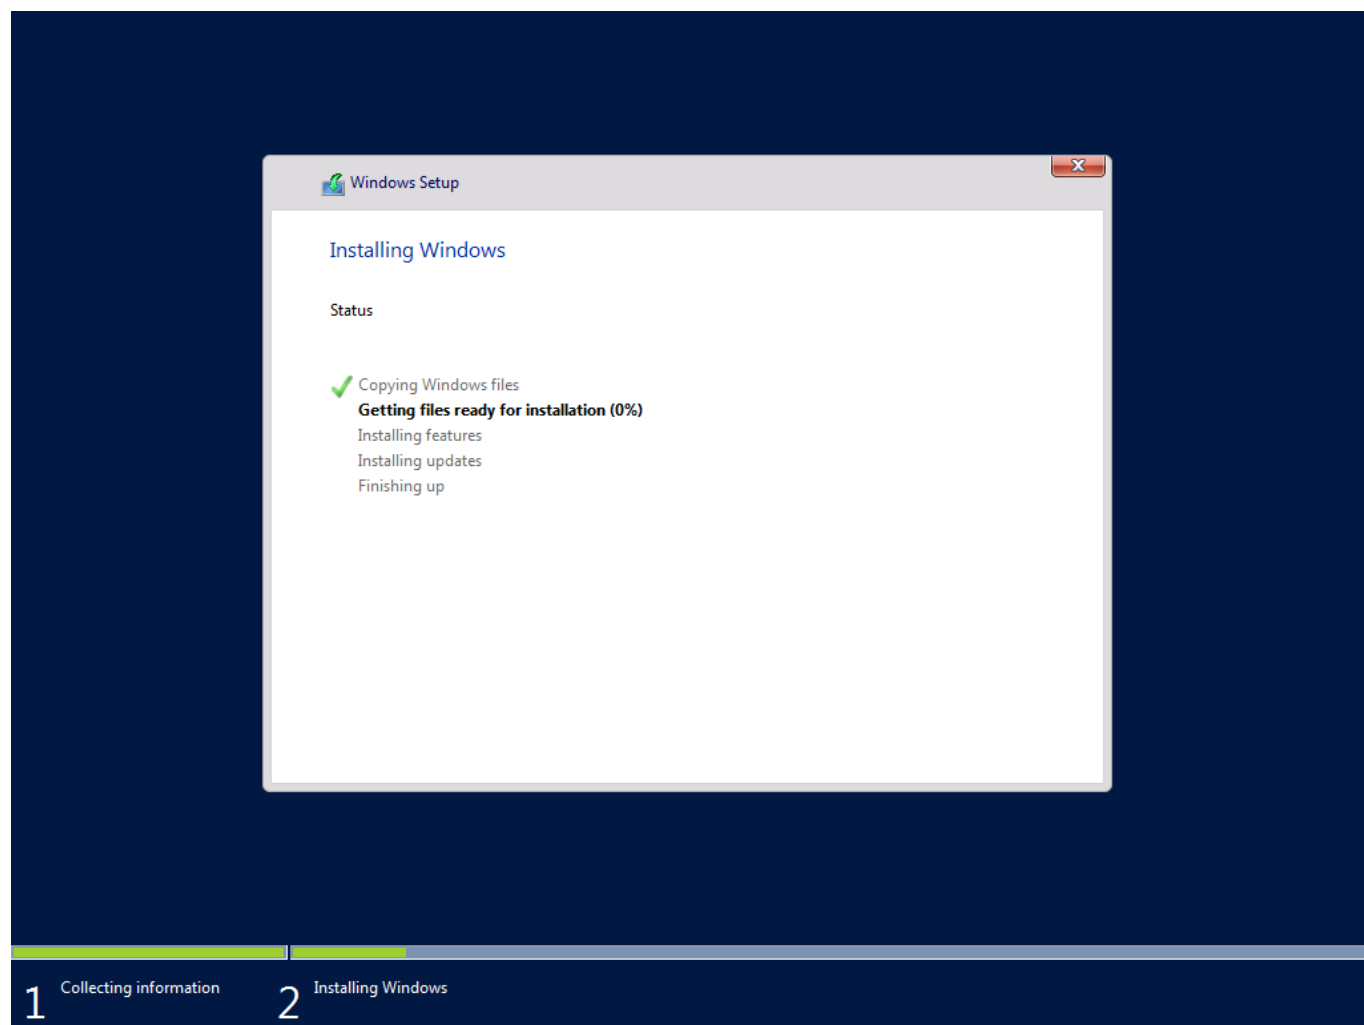 Windows Setup
Installing Windows
Status
Copying Windows files
Getting files ready for installation (0%)
Installing features
Installing updates
Finishing up
1 Collecting information 2 Installing Windows